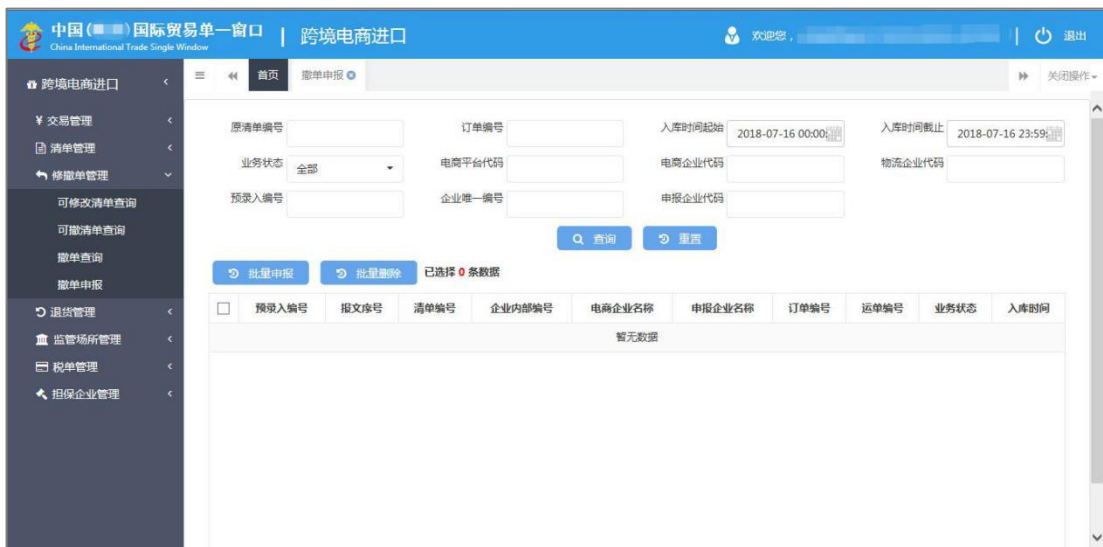 中国( )国际贸易单一窗口 | 跨境电商进口
China International Trade Single Window
欢迎您， | 退出
跨境电商进口
首页 撤单申报 关闭操作
¥ 交易管理
清单管理
修撤单管理
可修改清单查询
可撤清单查询
撤单查询
撤单申报
退货管理
监管场所管理
税单管理
担保企业管理
原清单编号 订单编号 入库时间起始 2018-07-16 00:00: 入库时间截止 2018-07-16 23:59:
业务状态 全部 电商平台代码 电商企业代码 物流企业代码
预录入编号 企业唯一编号 申报企业代码
查询 重置
批量申报 批量删除 已选择 0 条数据
预录入编号 报文序号 清单编号 企业内部编号 电商企业名称 申报企业名称 订单编号 运单编号 业务状态 入库时间
暂无数据